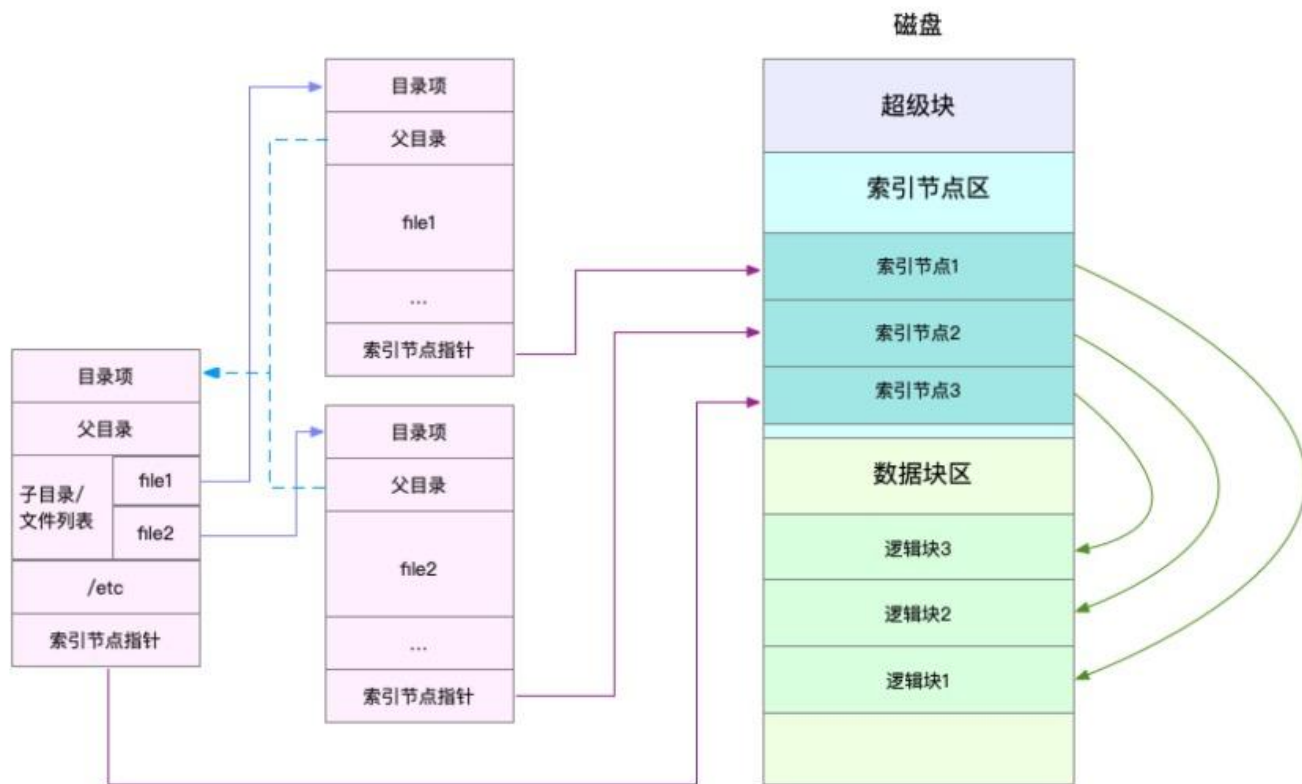 磁盘
目录项
父目录
file1
...
索引节点指针
目录项
父目录
子目录/
文件列表
file1
file2
/etc
索引节点指针
目录项
父目录
file2
...
索引节点指针
超级块
索引节点区
索引节点1
索引节点2
索引节点3
数据块区
逻辑块3
逻辑块2
逻辑块1